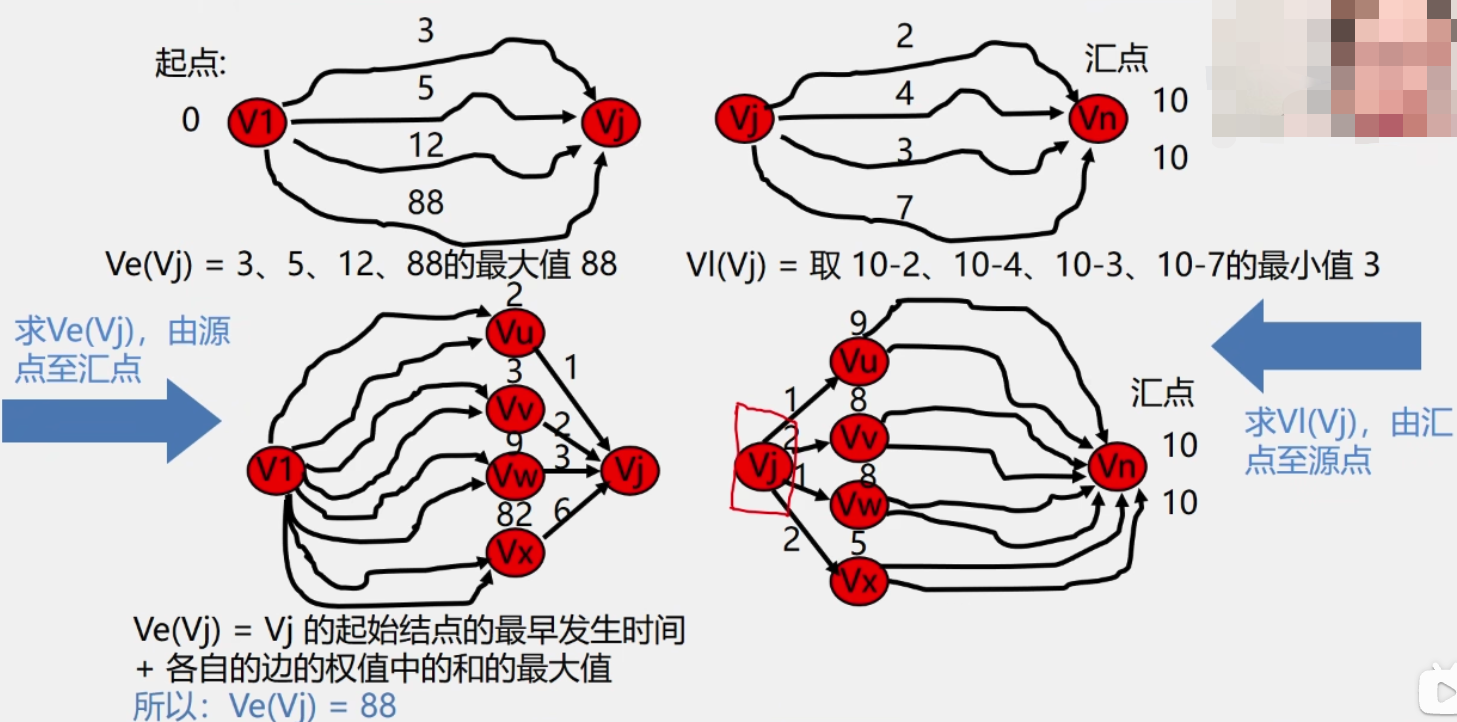 起点:
0
V1
3
5
12
88
Vj
Ve(Vj) = 3、5、12、88的最大值 88
Vj
2
4
3
7
Vn
汇点
10
10
Vl(Vj) = 取 10-2、10-4、10-3、10-7的最小值 3
求Ve(Vj)，由源
点至汇点
V1
2
Vu
3
Vv
9
Vw
82
Vx
1
2
3
6
Vj
Ve(Vj) = Vj 的起始结点的最早发生时间
+ 各自的边的权值中的和的最大值
所以：Ve(Vj) = 88
Vj
1
2
1
2
9
Vu
8
Vv
8
Vw
5
Vx
Vn
汇点
10
10
求Vl(Vj)，由汇
点至源点